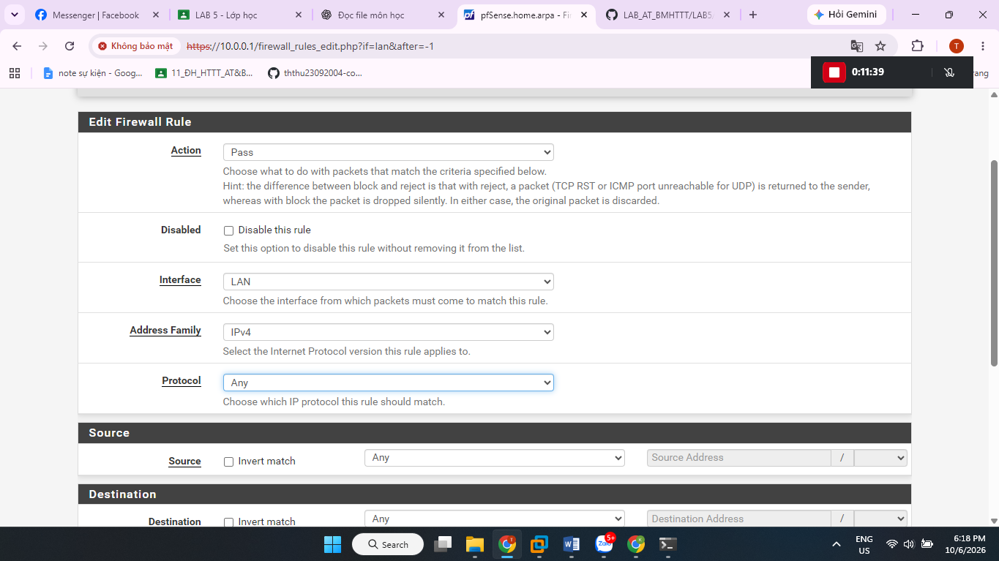 Messenger | Facebook
LAB 5 - Lớp học
Đọc file môn học
pfSense.home.arpa - Fi
LAB_AT_BMHTTT/LAB5
Hỏi Gemini
Không bảo mật
https://10.0.0.1/firewall_rules_edit.php?if=lan&after=-1
T
note sự kiện - Goog...
11_ĐH_HTTT_AT&B...
ththu23092004-co...
0:11:39
rang
Edit Firewall Rule
Action
Pass
Choose what to do with packets that match the criteria specified below.
Hint: the difference between block and reject is that with reject, a packet (TCP RST or ICMP port unreachable for UDP) is returned to the sender,
whereas with block the packet is dropped silently. In either case, the original packet is discarded.
Disabled
Disable this rule
Set this option to disable this rule without removing it from the list.
Interface
LAN
Choose the interface from which packets must come to match this rule.
Address Family
IPv4
Select the Internet Protocol version this rule applies to.
Protocol
Any
Choose which IP protocol this rule should match.
Source
Source
Invert match
Any
Source Address
/
Destination
Destination
Invert match
Any
Destination Address
/
Search
Zalo
5+
ENG
US
6:18 PM
10/6/2026